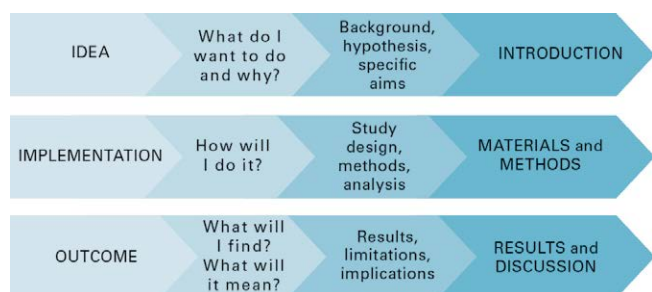 IDEA
What do I
want to do
and why?
Background,
hypothesis,
specific
aims
INTRODUCTION
IMPLEMENTATION
How will
I do it?
Study
design,
methods,
analysis
MATERIALS and
METHODS
OUTCOME
What will
I find?
What will
it mean?
Results,
limitations,
implications
RESULTS and
DISCUSSION